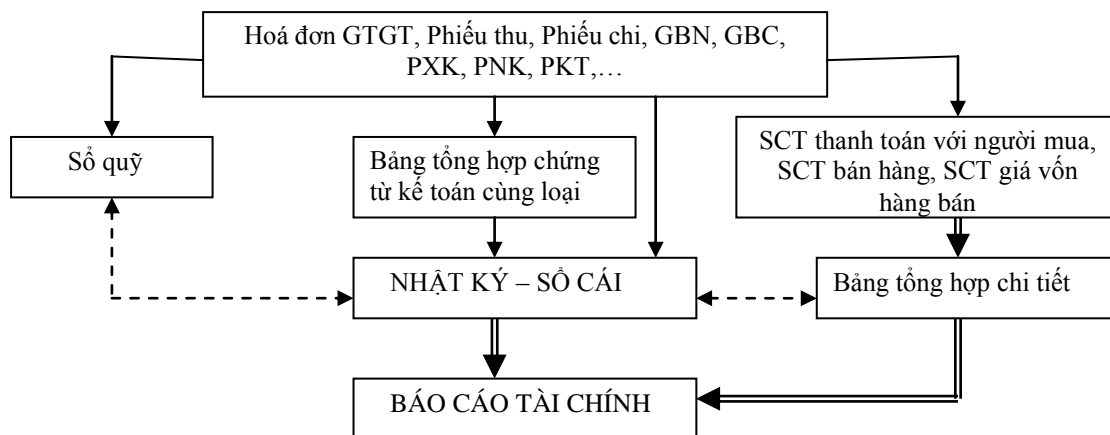 Hoá đơn GTGT, Phiếu thu, Phiếu chi, GBN, GBC,
PXK, PNK, PKT,…
Sổ quỹ
Bảng tổng hợp chứng
từ kế toán cùng loại
SCT thanh toán với người mua,
SCT bán hàng, SCT giá vốn
hàng bán
NHẬT KÝ – SỔ CÁI
Bảng tổng hợp chi tiết
BÁO CÁO TÀI CHÍNH